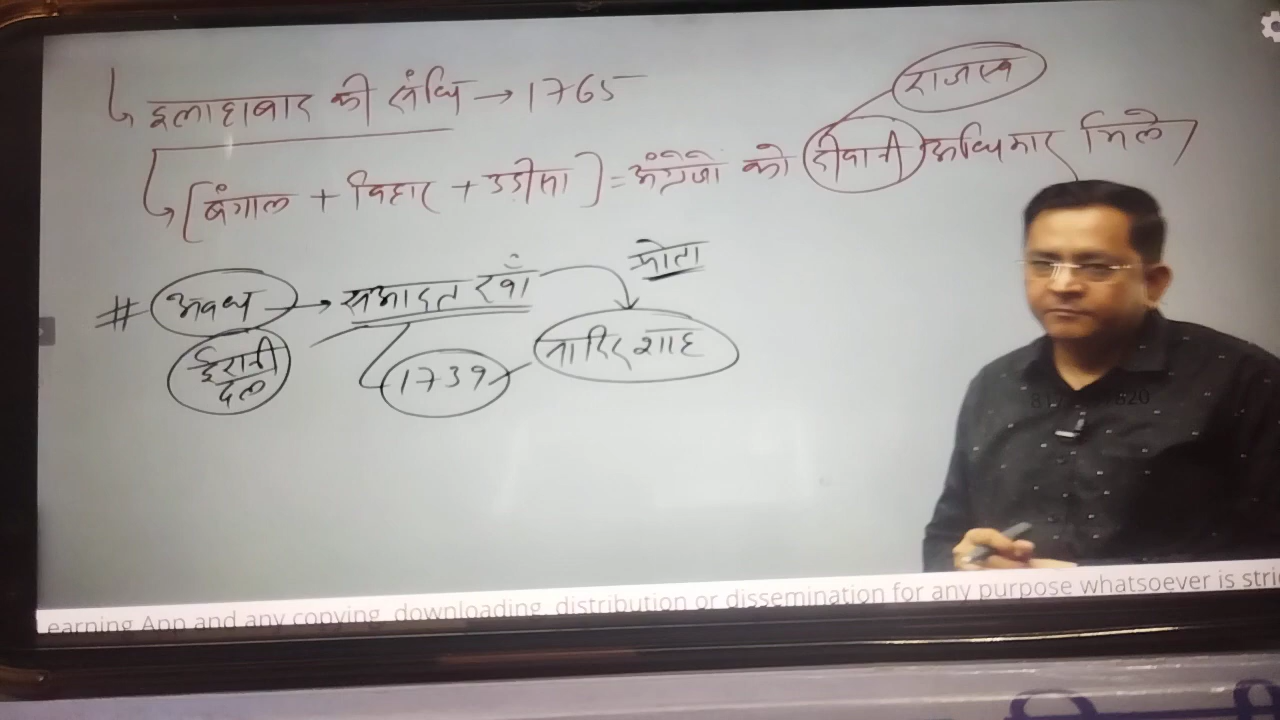 राजस्व
↳ इलाहाबाद की संधि → 1765
↳ [बंगाल + बिहार + उड़ीसा] = अंग्रेजो को दीवानी अधिकार मिले
# अवध → सआदत खाँ
ईरानी दल
1739
नादिर शाह
earning App and any copying, downloading, distribution or dissemination for any purpose whatsoever is stri